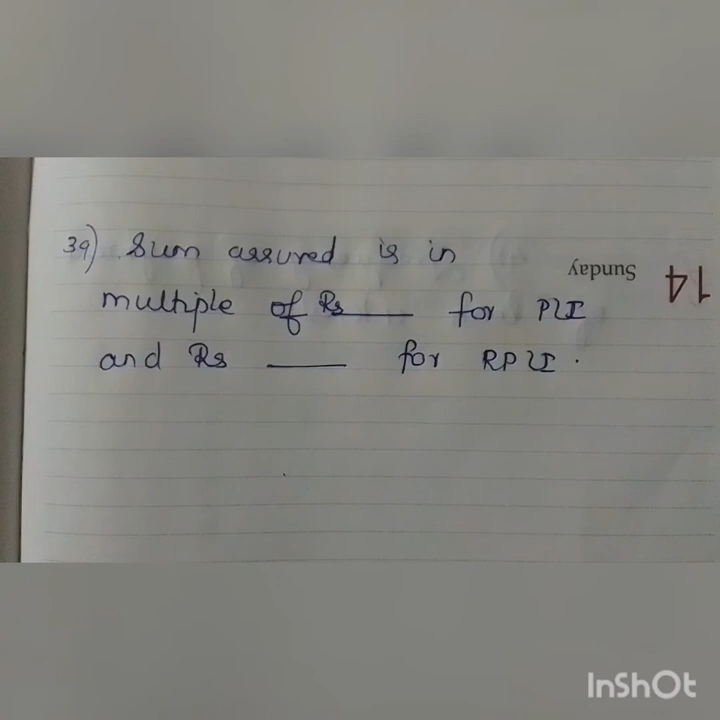 39) Sum assured is in
multiple of Rs ____ for PLI
and Rs ____ for RPLI.
14 Sunday
InShOt